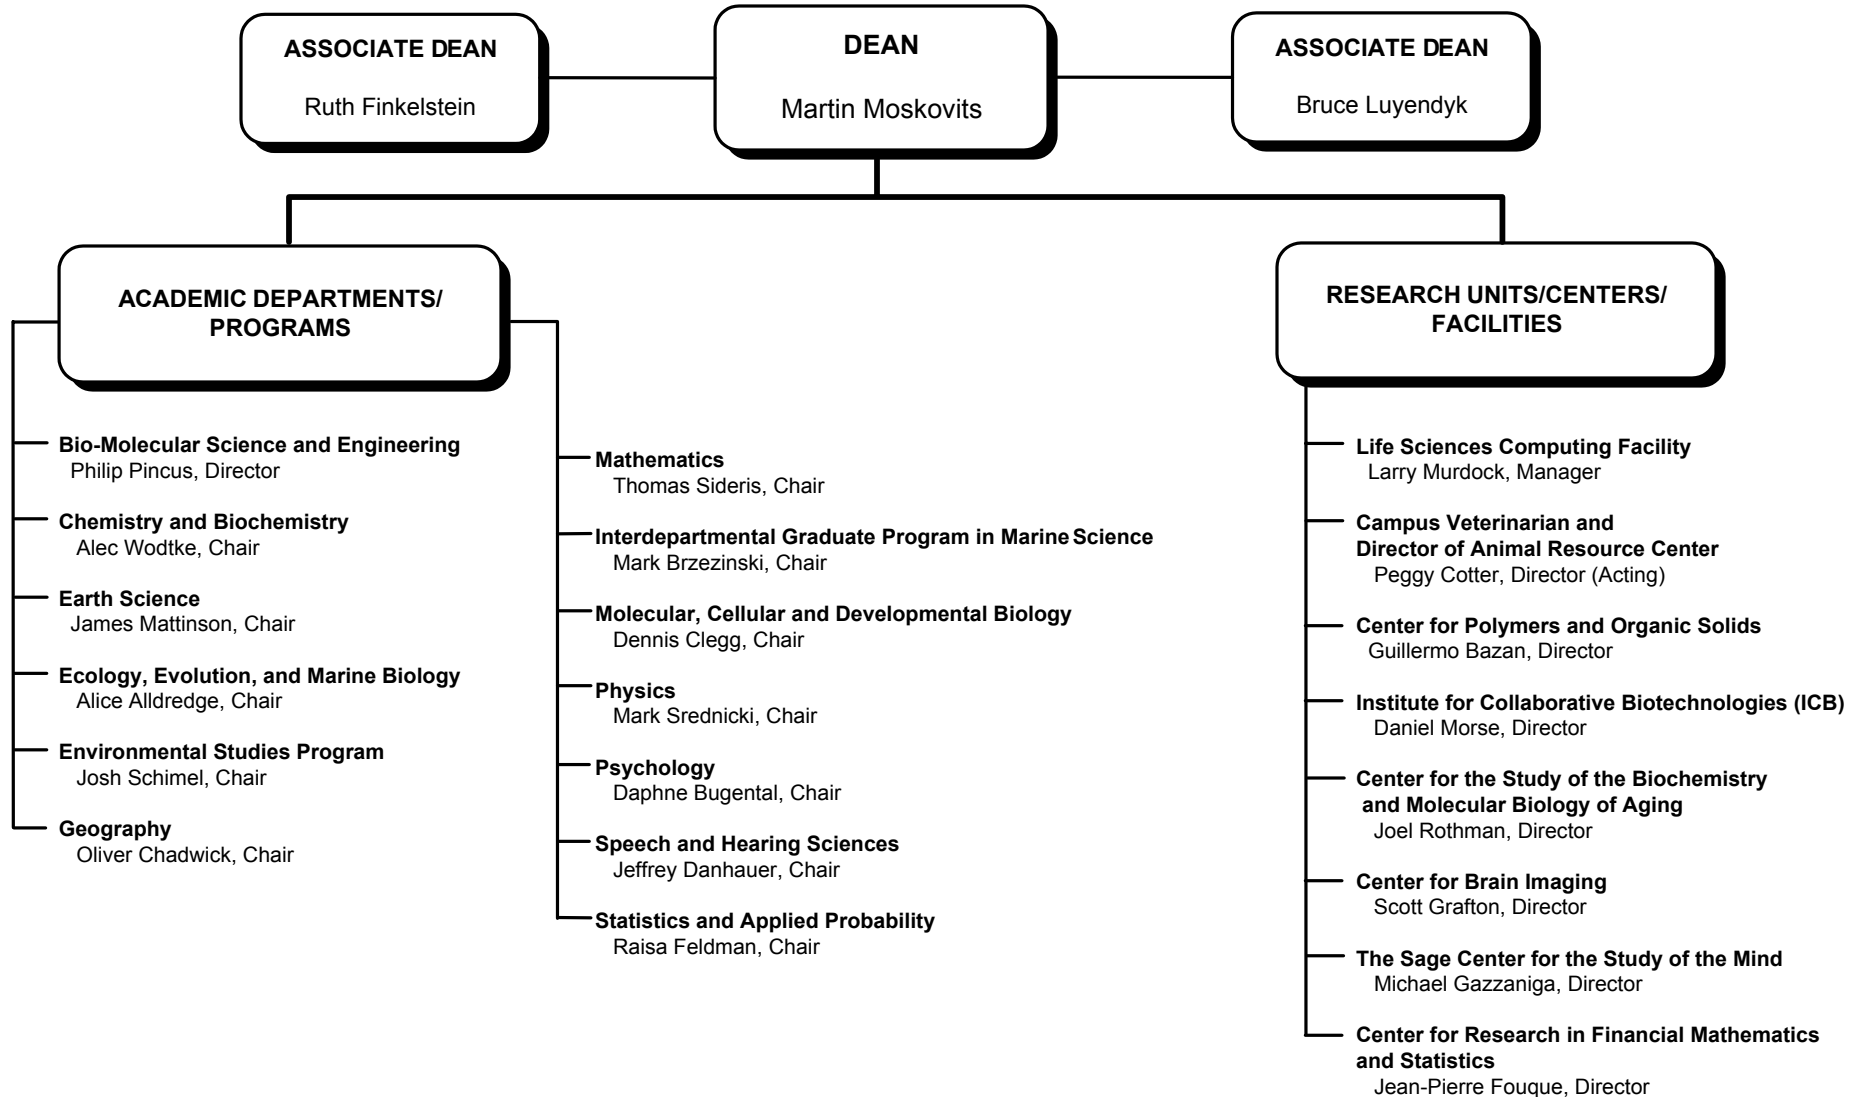 ASSOCIATE DEAN
Ruth Finkelstein
DEAN
Martin Moskovits
ASSOCIATE DEAN
Bruce Luyendyk
ACADEMIC DEPARTMENTS/
PROGRAMS
Bio-Molecular Science and Engineering
Philip Pincus, Director
Chemistry and Biochemistry
Alec Wodtke, Chair
Earth Science
James Mattinson, Chair
Ecology, Evolution, and Marine Biology
Alice Alldredge, Chair
Environmental Studies Program
Josh Schimel, Chair
Geography
Oliver Chadwick, Chair
Mathematics
Thomas Sideris, Chair
Interdepartmental Graduate Program in Marine Science
Mark Brzezinski, Chair
Molecular, Cellular and Developmental Biology
Dennis Clegg, Chair
Physics
Mark Srednicki, Chair
Psychology
Daphne Bugental, Chair
Speech and Hearing Sciences
Jeffrey Danhauer, Chair
Statistics and Applied Probability
Raisa Feldman, Chair
RESEARCH UNITS/CENTERS/
FACILITIES
Life Sciences Computing Facility
Larry Murdock, Manager
Campus Veterinarian and
Director of Animal Resource Center
Peggy Cotter, Director (Acting)
Center for Polymers and Organic Solids
Guillermo Bazan, Director
Institute for Collaborative Biotechnologies (ICB)
Daniel Morse, Director
Center for the Study of the Biochemistry
and Molecular Biology of Aging
Joel Rothman, Director
Center for Brain Imaging
Scott Grafton, Director
The Sage Center for the Study of the Mind
Michael Gazzaniga, Director
Center for Research in Financial Mathematics
and Statistics
Jean-Pierre Fouque, Director